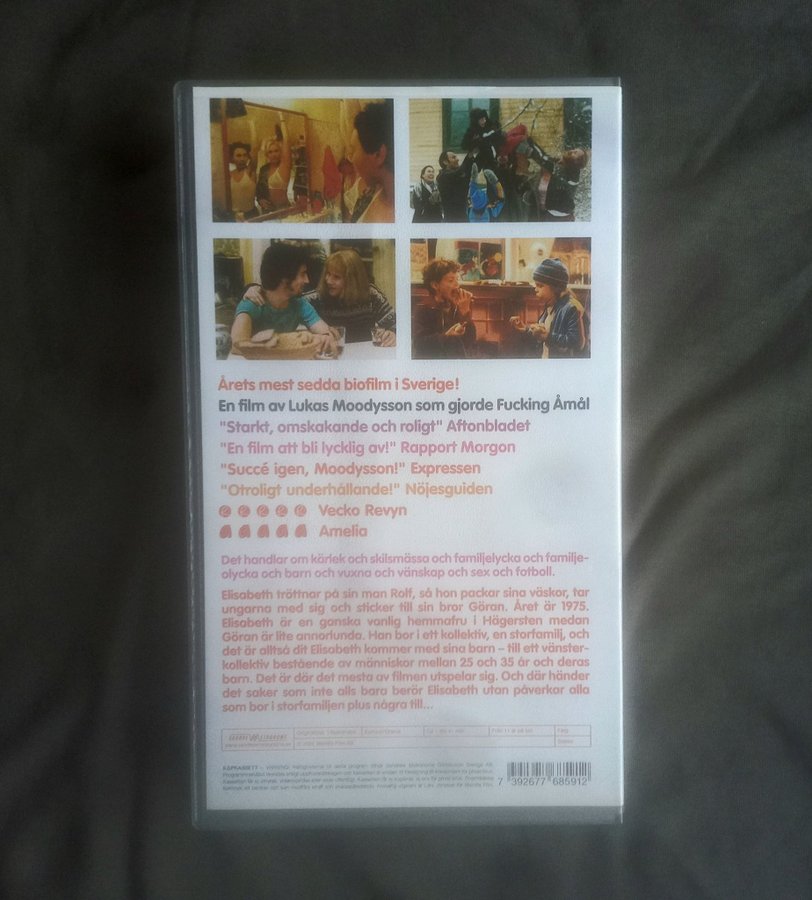 Årets mest sedda biofilm i Sverige!
En film av Lukas Moodysson som gjorde Fucking Åmål
"Starkt, omskakande och roligt" Aftonbladet
"En film att bli lycklig av!" Rapport Morgon
"Succé igen, Moodysson!" Expressen
"Otroligt underhållande!" Nöjesguiden
Vecko Revyn
Amelia
Det handlar om kärlek och skilsmässa och familjelycka och familje-
olycka och barn och vuxna och vänskap och sex och fotboll.
Elisabeth tröttnar på sin man Rolf, så hon packar sina väskor, tar
ungarna med sig och sticker till sin bror Göran. Året är 1975.
Elisabeth är en ganska vanlig hemmafru i Hägersten medan
Göran är lite annorlunda. Han bor i ett kollektiv, en storfamilj, och
det är alltså dit Elisabeth kommer med sina barn – till ett vänster-
kollektiv bestående av människor mellan 25 och 35 år och deras
barn. Det är där det mesta av filmen utspelar sig. Och där händer
det saker som inte alls bara berör Elisabeth utan påverkar alla
som bor i storfamiljen plus några till...
7 392677 685912